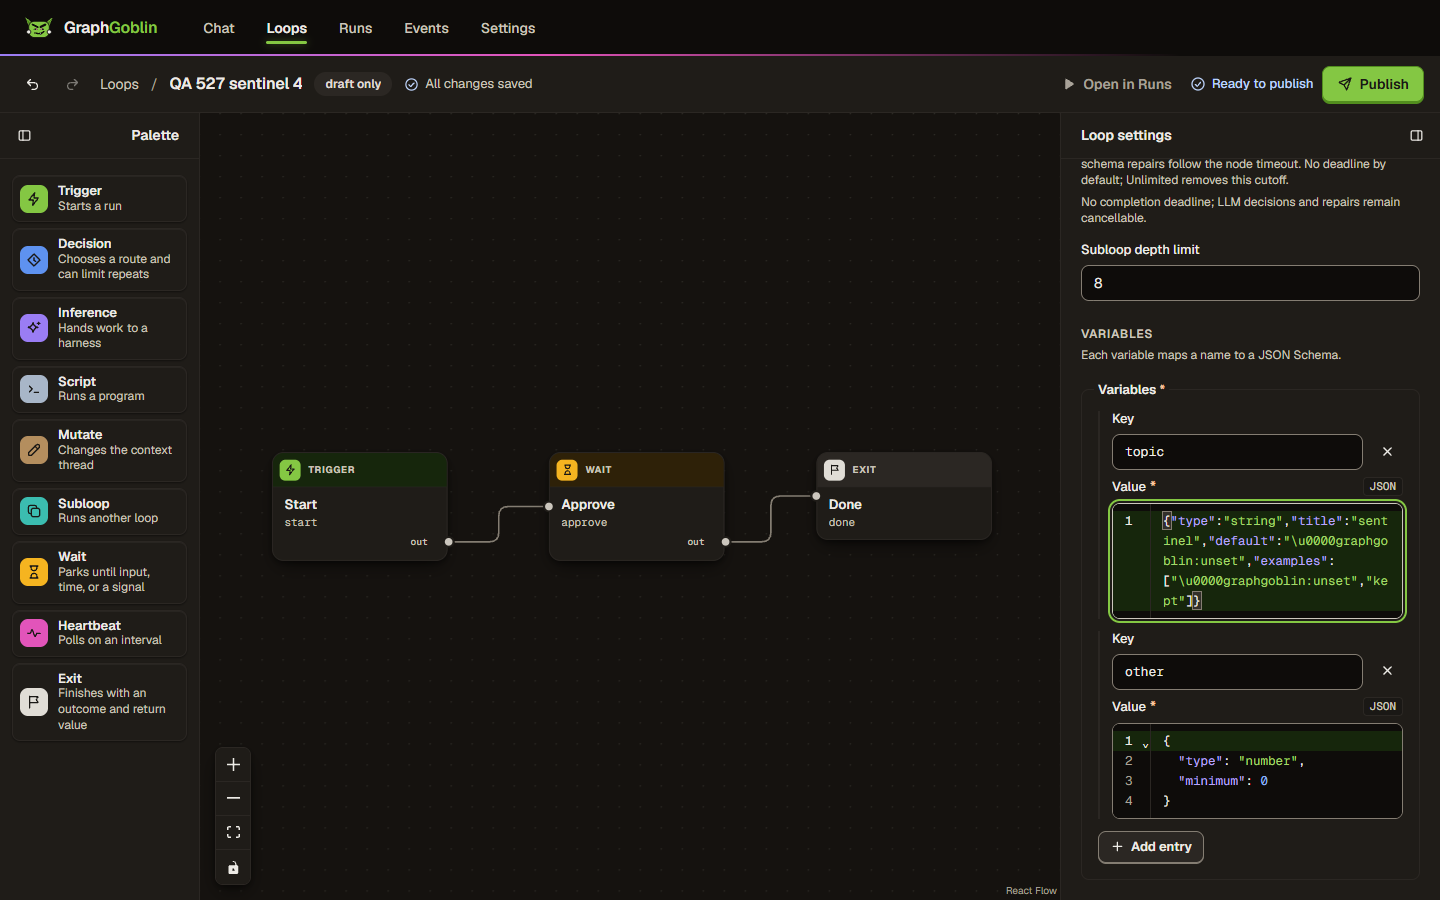 GraphGoblin
Chat
Loops
Runs
Events
Settings
Loops / QA 527 sentinel 4
draft only
All changes saved
Open in Runs
Ready to publish
Publish
Palette
Trigger
Starts a run
Decision
Chooses a route and
can limit repeats
Inference
Hands work to a
harness
Script
Runs a program
Mutate
Changes the context
thread
Subloop
Runs another loop
Wait
Parks until input,
time, or a signal
Heartbeat
Polls on an interval
Exit
Finishes with an
outcome and return
value
TRIGGER
Start
start
out
WAIT
Approve
approve
out
EXIT
Done
done
React Flow
Loop settings
schema repairs follow the node timeout. No deadline by
default; Unlimited removes this cutoff.
No completion deadline; LLM decisions and repairs remain
cancellable.
Subloop depth limit
8
VARIABLES
Each variable maps a name to a JSON Schema.
Variables *
Key
topic
Value *
JSON
1 {"type":"string","title":"sent
inel","default":"\u0000graphgo
blin:unset","examples":
["\u0000graphgoblin:unset","ke
pt"]}
Key
other
Value *
JSON
1 {
2 "type": "number",
3 "minimum": 0
4 }
Add entry